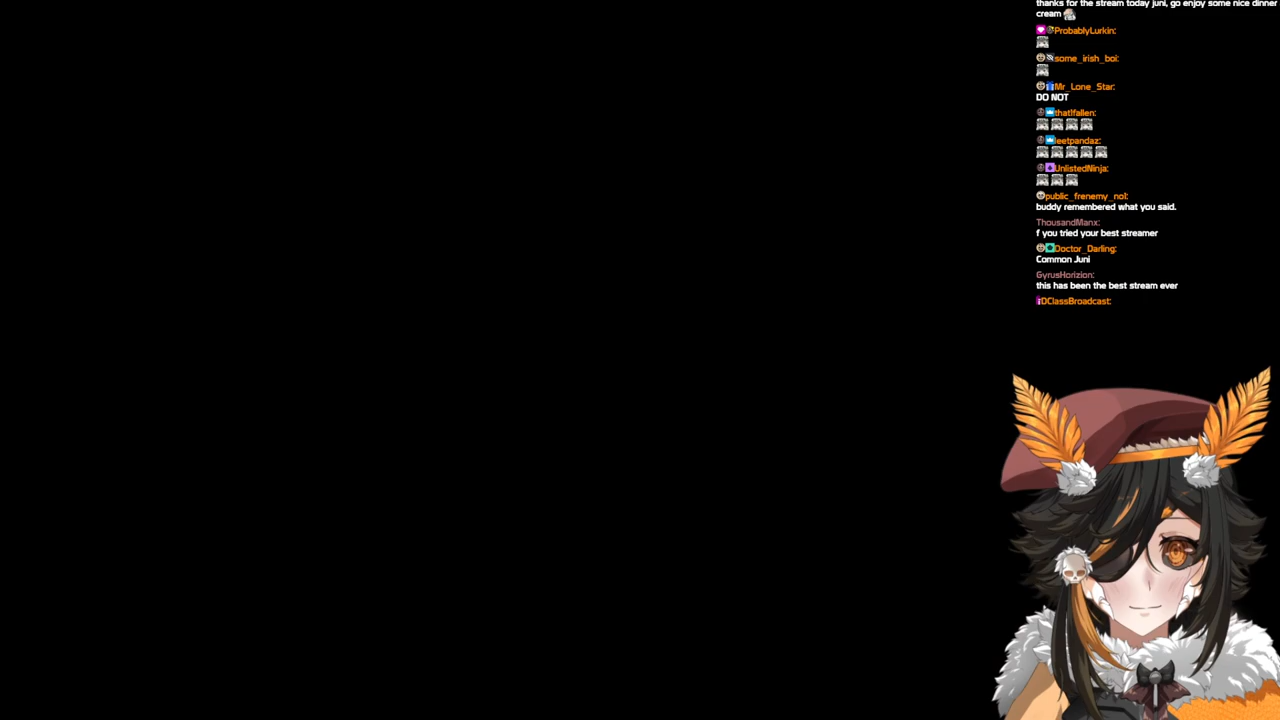 thanks for the stream today juni, go enjoy some nice dinner
cream
ProbablyLurkin:
some_irish_boi:
Mr_Lone_Star:
DO NOT
that1fallen:
leetpandaz:
UnlistedNinja:
public_frenemy_no1:
buddy remembered what you said.
ThousandManx:
f you tried your best streamer
Doctor_Darling:
Common Juni
GyrusHorizion:
this has been the best stream ever
DClassBroadcast: